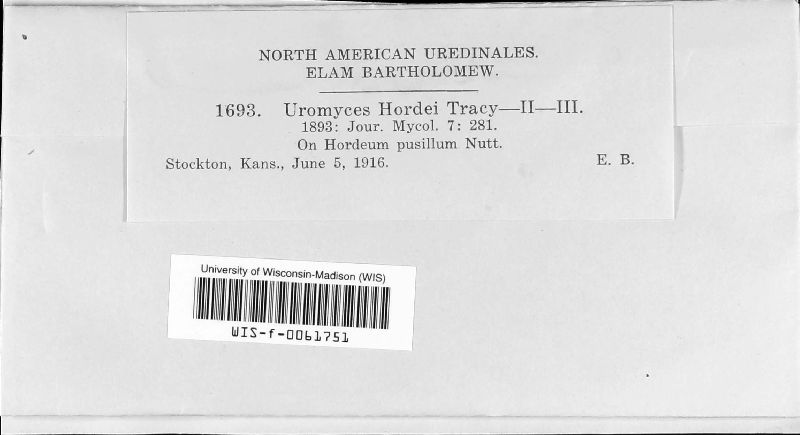 NORTH AMERICAN UREDINALES.
ELAM BARTHOLOMEW.
1693. Uromyces Hordei Tracy—II—III.
1893: Jour. Mycol. 7: 281.
On Hordeum pusillum Nutt.
Stockton, Kans., June 5, 1916. E. B.
University of Wisconsin-Madison (WIS)
WIS-f-0061751